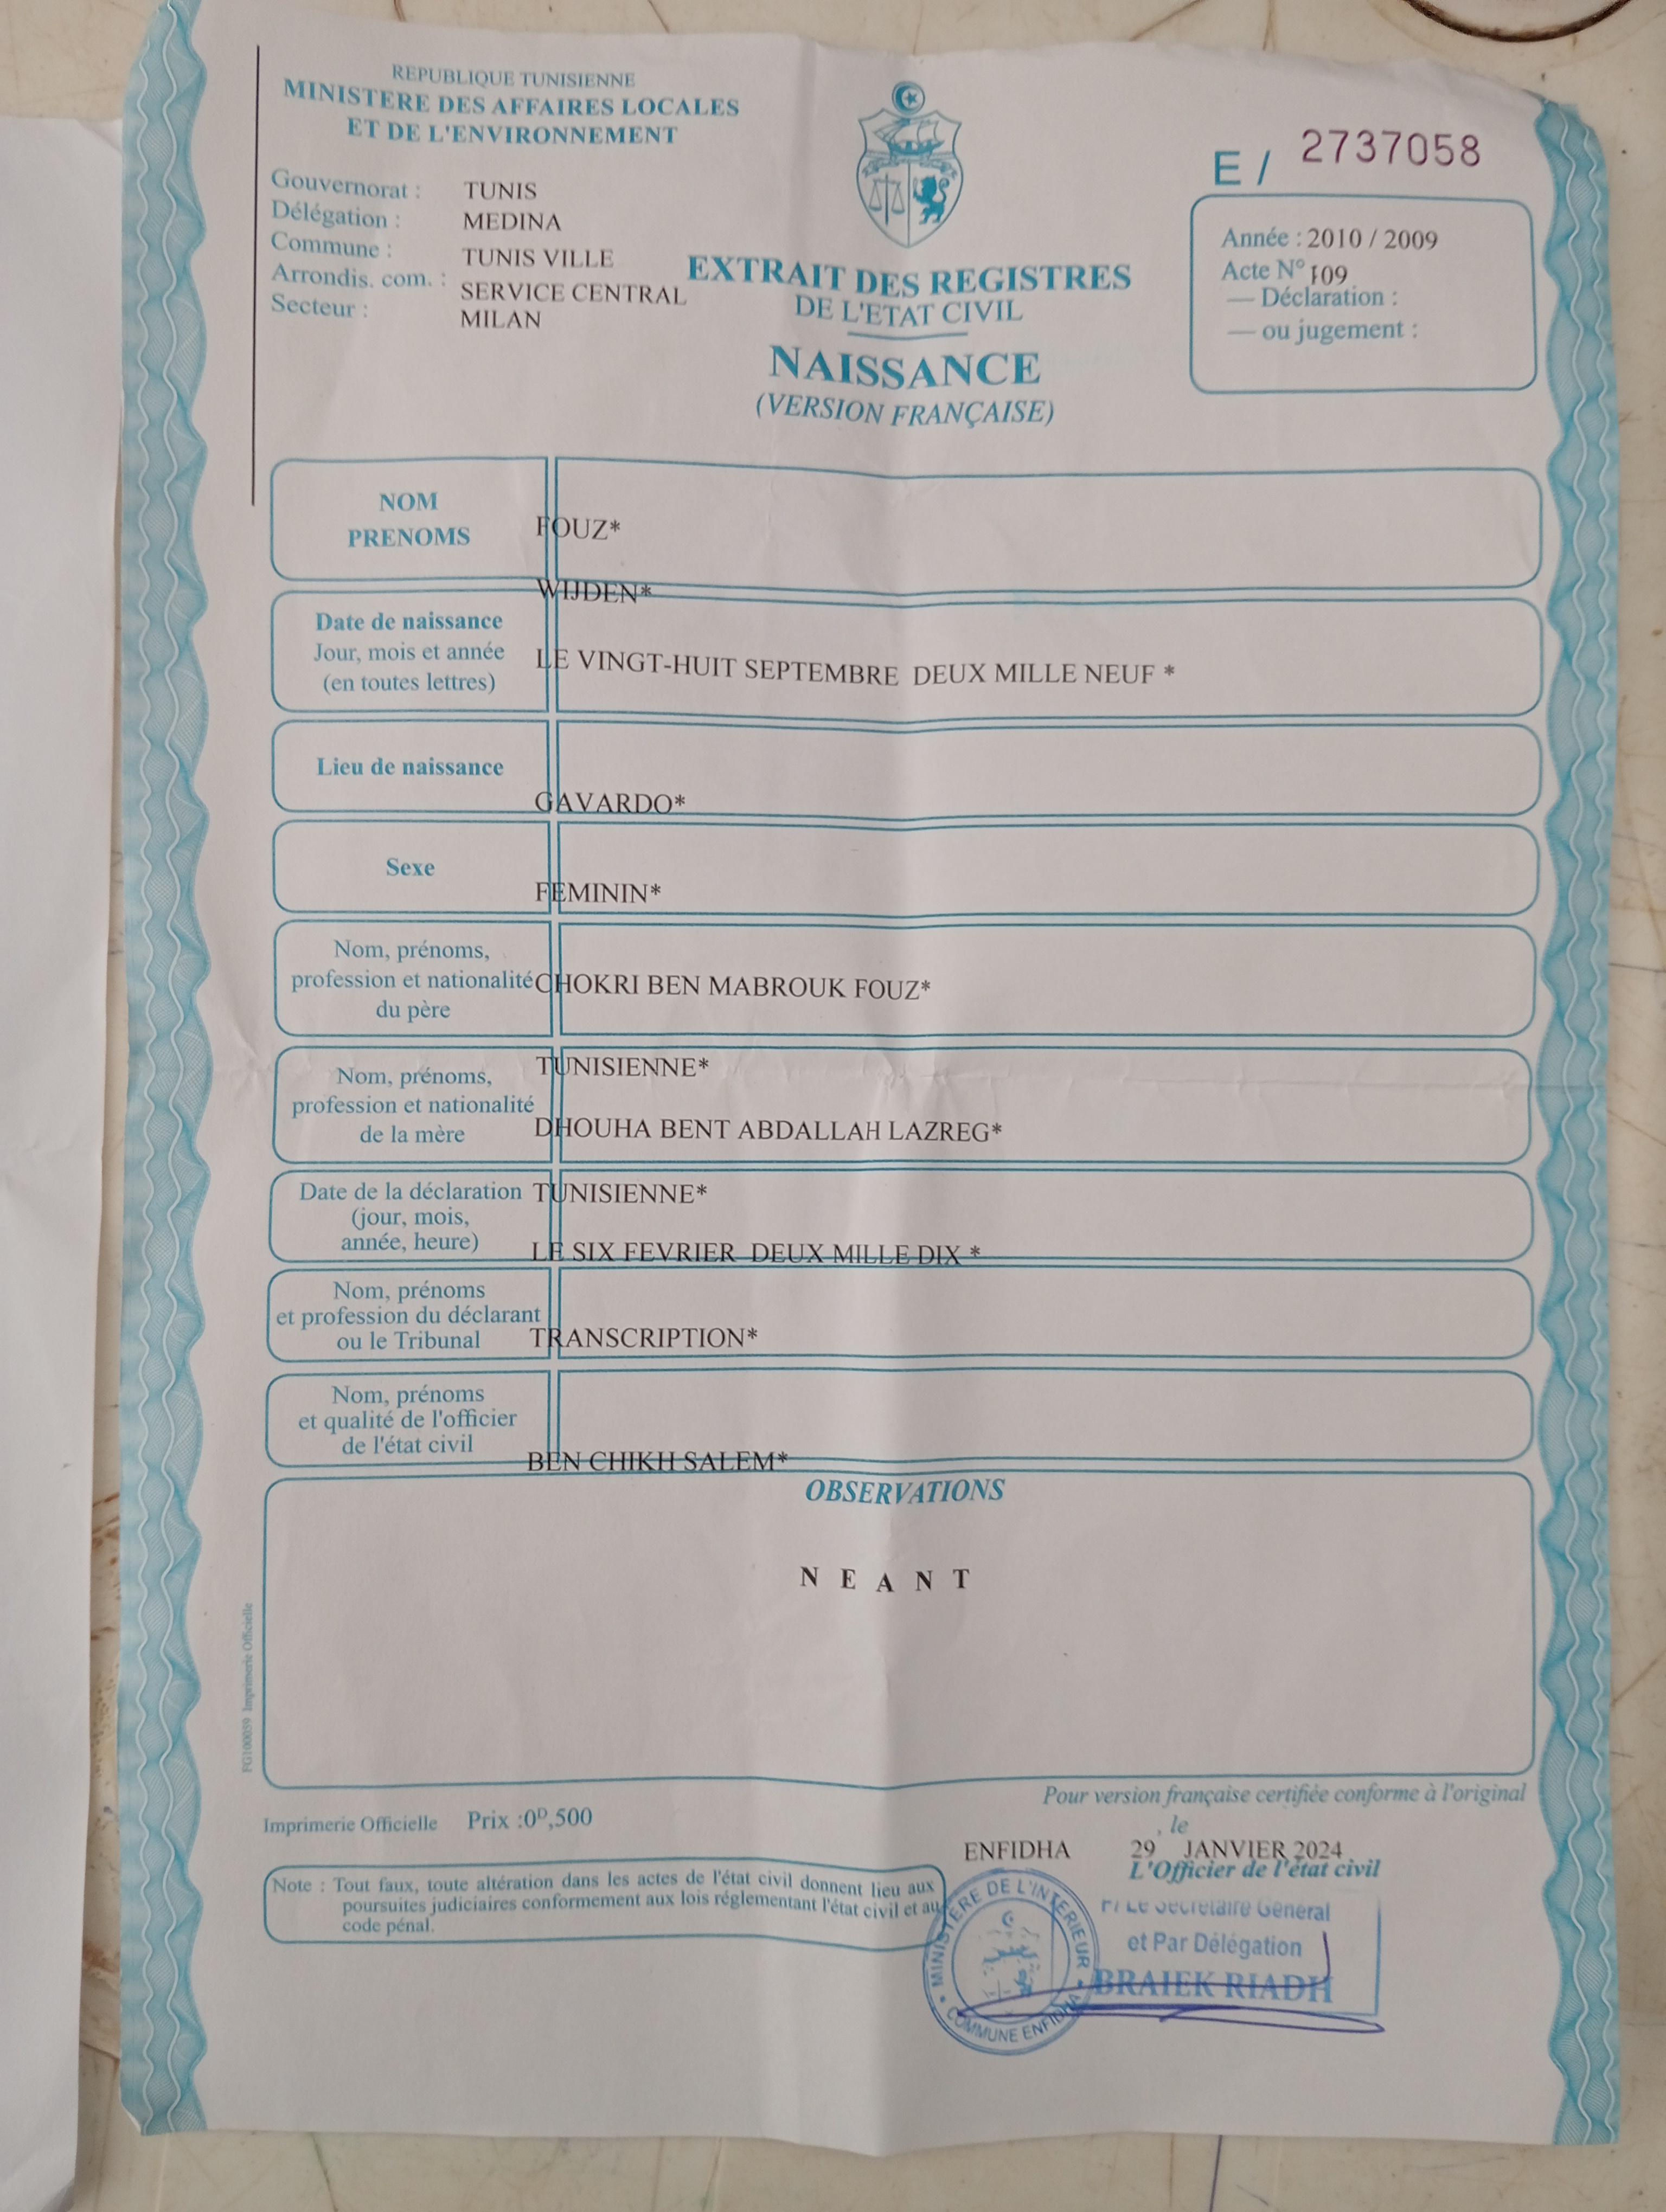 REPUBLIQUE TUNISIENNE
MINISTERE DES AFFAIRES LOCALES
ET DE L'ENVIRONNEMENT
Gouvernorat : TUNIS
Délégation : MEDINA
Commune : TUNIS VILLE
Arrondis. com. : SERVICE CENTRAL
Secteur : MILAN
EXTRAIT DES REGISTRES
DE L'ETAT CIVIL
NAISSANCE
(VERSION FRANÇAISE)
E / 2737058
Année : 2010 / 2009
Acte N° 109
— Déclaration :
— ou jugement :
NOM
PRENOMS
FOUZ*
WIJDEN*
Date de naissance
Jour, mois et année
(en toutes lettres)
LE VINGT-HUIT SEPTEMBRE DEUX MILLE NEUF *
Lieu de naissance
GAVARDO*
Sexe
FEMININ*
Nom, prénoms,
profession et nationalité
du père
CHOKRI BEN MABROUK FOUZ*
TUNISIENNE*
Nom, prénoms,
profession et nationalité
de la mère
DHOUHA BENT ABDALLAH LAZREG*
TUNISIENNE*
Date de la déclaration
(jour, mois,
année, heure)
LE SIX FEVRIER DEUX MILLE DIX *
Nom, prénoms
et profession du déclarant
ou le Tribunal
TRANSCRIPTION*
Nom, prénoms
et qualité de l'officier
de l'état civil
BEN CHIKH SALEM*
OBSERVATIONS
N E A N T
FG100059 Imprimerie Officielle
Imprimerie Officielle Prix :0ᴰ,500
Pour version française certifiée conforme à l'original
, le
ENFIDHA 29 JANVIER 2024
L'Officier de l'état civil
Note : Tout faux, toute altération dans les actes de l'état civil donnent lieu aux
poursuites judiciaires conformement aux lois réglementant l'état civil et au
code pénal.
MINISTERE DE L'INTERIEUR
COMMUNE ENFIDHA
P/ Le Secrétaire Général
et Par Délégation
BRAIEK RIADH